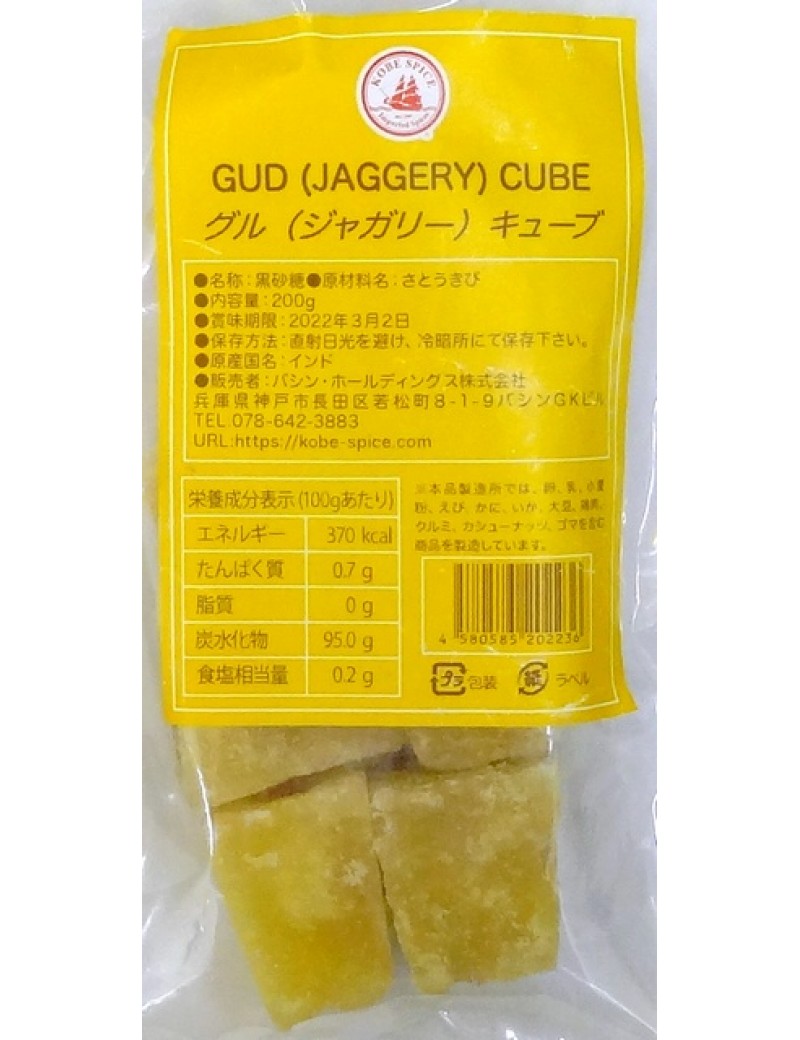 KOBE SPICE
GUD (JAGGERY) CUBE
グル（ジャガリー）キューブ
●名称：黒砂糖●原材料名：さとうきび
●内容量：200g
●賞味期限：2022年3月2日
●保存方法：直射日光を避け、冷暗所にて保存下さい。
●原産国名：インド
●販売者：バシン・ホールディングス株式会社
兵庫県神戸市長田区若松町8-1-9バシンGKビル
TEL.078-642-3883
URL:https://kobe-spice.com
栄養成分表示(100gあたり)
エネルギー 370 kcal
たんぱく質 0.7 g
脂質 0 g
炭水化物 95.0 g
食塩相当量 0.2 g
※本品製造所では、卵、乳、小麦
粉、えび、かに、いか、大豆、鶏肉、
クルミ、カシューナッツ、ゴマを含む
商品を製造しています。
4 580585 202236
プラ 包装 紙 ラベル